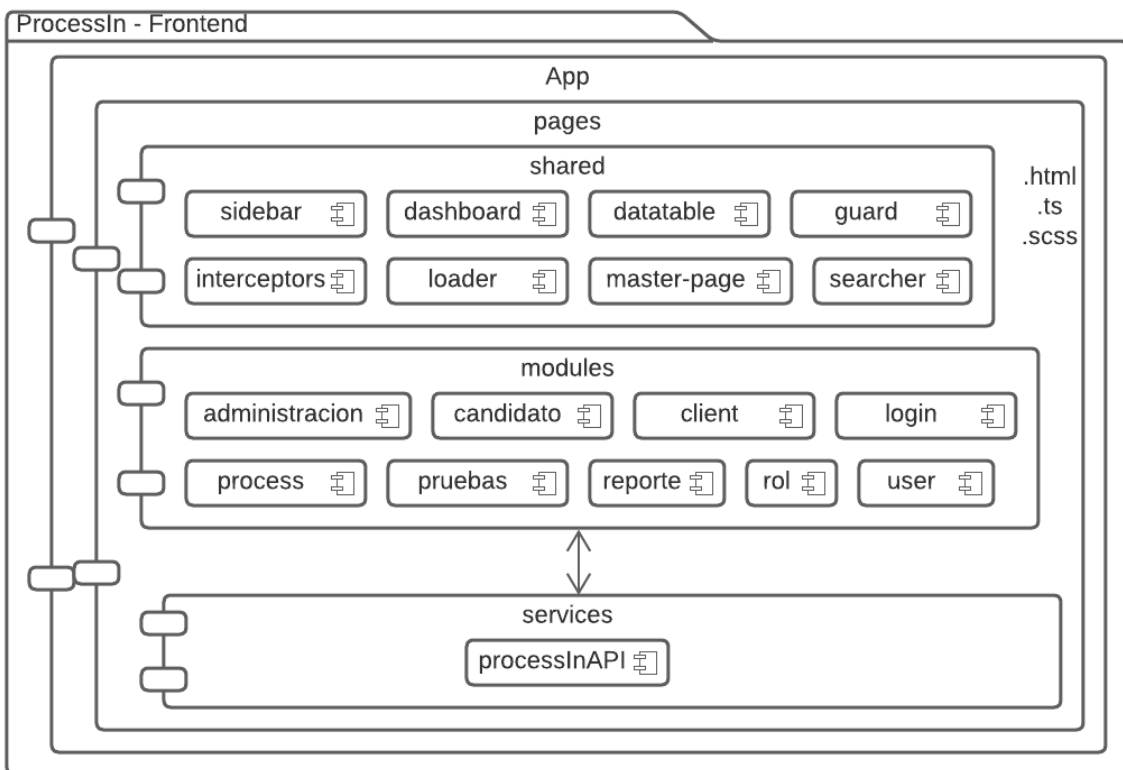 ProcessIn - Frontend
App
pages
shared
.html
.ts
.scss
sidebar
dashboard
datatable
guard
interceptors
loader
master-page
searcher
modules
administracion
candidato
client
login
process
pruebas
reporte
rol
user
services
processInAPI